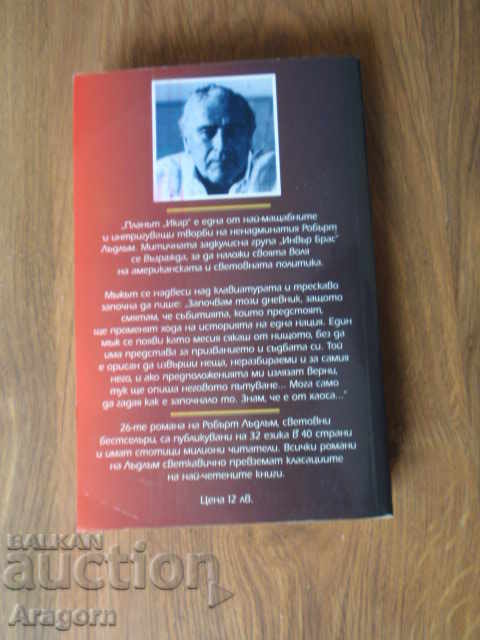 „Планът „Икар“ е една от най-мащабните
и интригуващи творби на ненадминатия Робърт
Лъдлъм. Митичната задкулисна група „Инвър Брас“
се възражда, за да наложи своята воля
на американската и световната политика.
Мъжът се надвеси над клавиатурата и трескаво
започна да пише: „Започвам този дневник, защото
смятам, че събитията, които предстоят,
ще променят хода на историята на една нация. Един
мъж се появи като месия сякаш от нищото, без да
има представа за призванието и съдбата си. Той
е орисан да извърши неща, неразбираеми и за самия
него, и ако предположенията ми излязат верни,
тук ще опиша неговото пътуване... Мога само
да гадая как е започнало то. Знам, че е от хаоса...“
26-те романа на Робърт Лъдлъм, световни
бестсельри, са публикувани на 32 езика в 40 страни
и имат стотици милиони читатели. Всички романи
на Лъдлъм светкавично превземат класациите
на най-четените книги.
Цена 12 лв.
BALKAN
auction
Aragorn